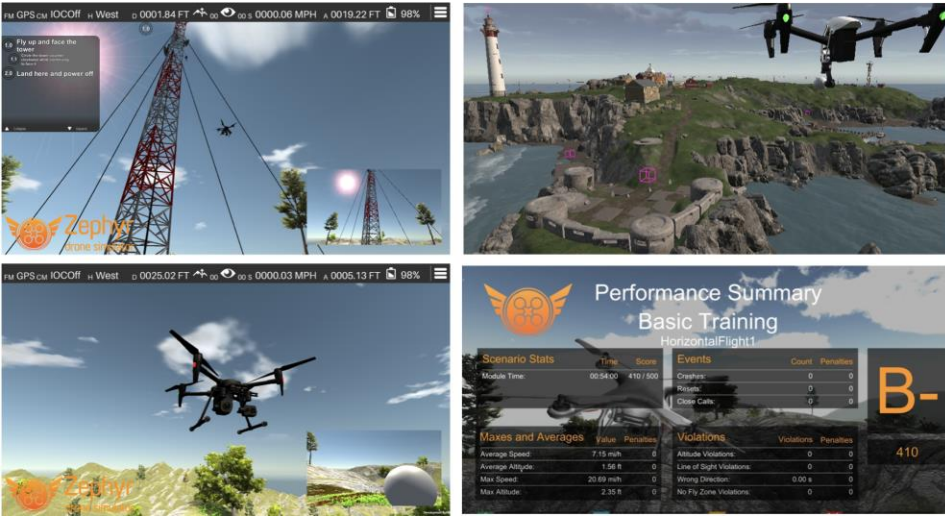 FM GPS CM IOCOff H West D 0001.84 FT 00 00 S 0000.06 MPH A 0019.22 FT 98%
1.0 Fly up and face the tower
2.0 Land here and power off
1.0
Zephyr
drone simulator
FM GPS CM IOCOff H West D 0025.02 FT 00 00 S 0000.03 MPH A 0005.13 FT 98%
Zephyr
drone simulator
Performance Summary
Basic Training
HorizontalFlight1
Scenario Stats Time Score
Module Time: 00:54:00 410 / 500
Events Count Penalties
Crashes: 0 0
Resets: 0 0
Close Calls: 0 0
B-
410
Maxes and Averages Value Penalties
Average Speed: 7.15 mi/h 0
Average Altitude: 1.56 ft 0
Max Speed: 20.69 mi/h 0
Max Altitude: 2.35 ft 0
Violations Violations Penalties
Altitude Violations: 0 0
Line of Sight Violations: 0 0
Wrong Direction: 0.00 s 0
No Fly Zone Violations: 0 0